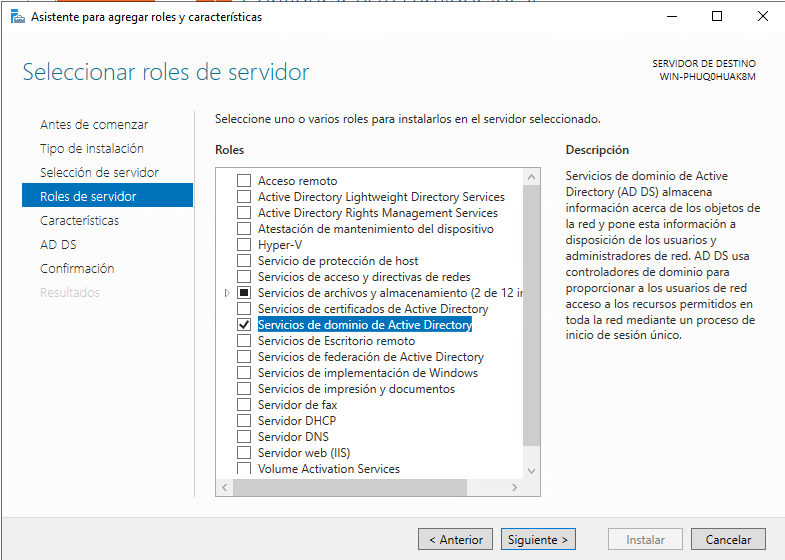 Asistente para agregar roles y características
Seleccionar roles de servidor
SERVIDOR DE DESTINO
WIN-PHUQ0HUAK8M
Antes de comenzar
Tipo de instalación
Selección de servidor
Roles de servidor
Características
AD DS
Confirmación
Resultados
Seleccione uno o varios roles para instalarlos en el servidor seleccionado.
Roles
Acceso remoto
Active Directory Lightweight Directory Services
Active Directory Rights Management Services
Atestación de mantenimiento del dispositivo
Hyper-V
Servicio de protección de host
Servicios de acceso y directivas de redes
Servicios de archivos y almacenamiento (2 de 12 in
Servicios de certificados de Active Directory
Servicios de dominio de Active Directory
Servicios de Escritorio remoto
Servicios de federación de Active Directory
Servicios de implementación de Windows
Servicios de impresión y documentos
Servidor de fax
Servidor DHCP
Servidor DNS
Servidor web (IIS)
Volume Activation Services
Descripción
Servicios de dominio de Active
Directory (AD DS) almacena
información acerca de los objetos de
la red y pone esta información a
disposición de los usuarios y
administradores de red. AD DS usa
controladores de dominio para
proporcionar a los usuarios de red
acceso a los recursos permitidos en
toda la red mediante un proceso de
inicio de sesión único.
< Anterior
Siguiente >
Instalar
Cancelar